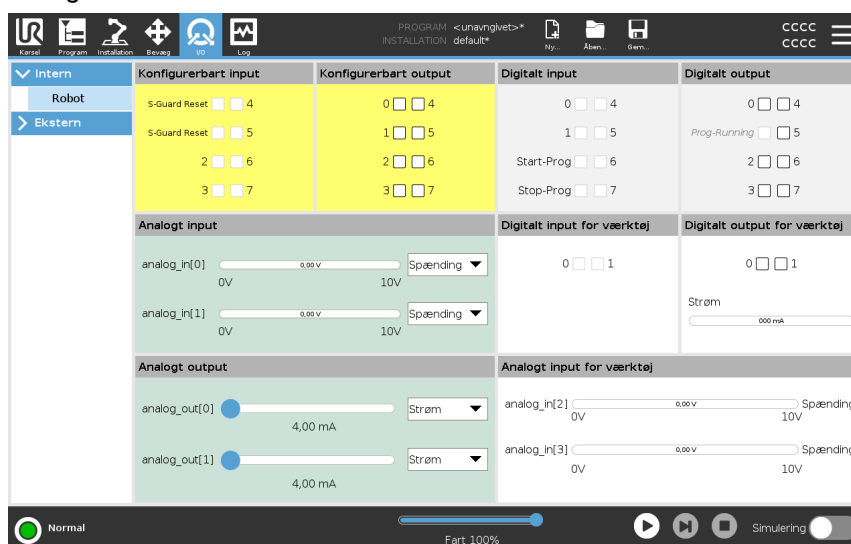 PROGRAM <unavngivet>*
INSTALLATION default*
UR
Kørsel
Program
Installation
Bevæg
I/O
Log
Ny...
Åben...
Gem...
cccc
cccc
Intern
Robot
Ekstern
Konfigurerbart input
S-Guard Reset 4
S-Guard Reset 5
2 6
3 7
Konfigurerbart output
0 4
1 5
2 6
3 7
Digitalt input
0 4
1 5
Start-Prog 6
Stop-Prog 7
Digitalt output
0 4
Prog-Running 5
2 6
3 7
Analogt input
analog_in[0] 0,00 V Spænding
0V 10V
analog_in[1] 0,00 V Spænding
0V 10V
Digitalt input for værktøj
0 1
Digitalt output for værktøj
0 1
Strøm
000 mA
Analogt output
analog_out[0] Strøm
4,00 mA
analog_out[1] Strøm
4,00 mA
Analogt input for værktøj
analog_in[2] 0,00 V Spænding
0V 10V
analog_in[3] 0,00 V Spænding
0V 10V
Normal
Fart 100%
Simulering